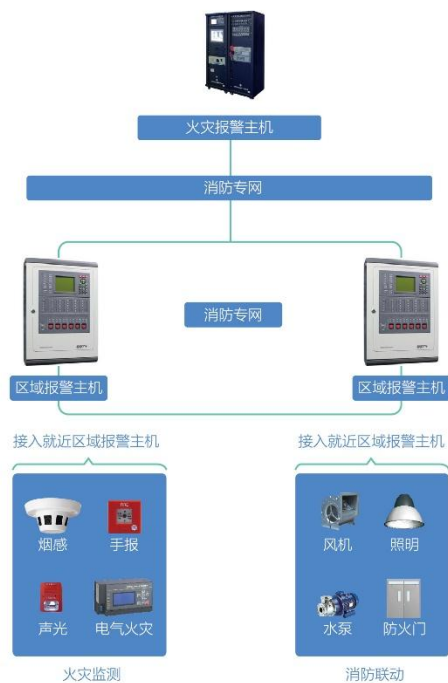 火灾报警主机
消防专网
消防专网
区域报警主机
区域报警主机
接入就近区域报警主机
接入就近区域报警主机
烟感
手报
风机
照明
声光
电气火灾
水泵
防火门
火灾监测
消防联动